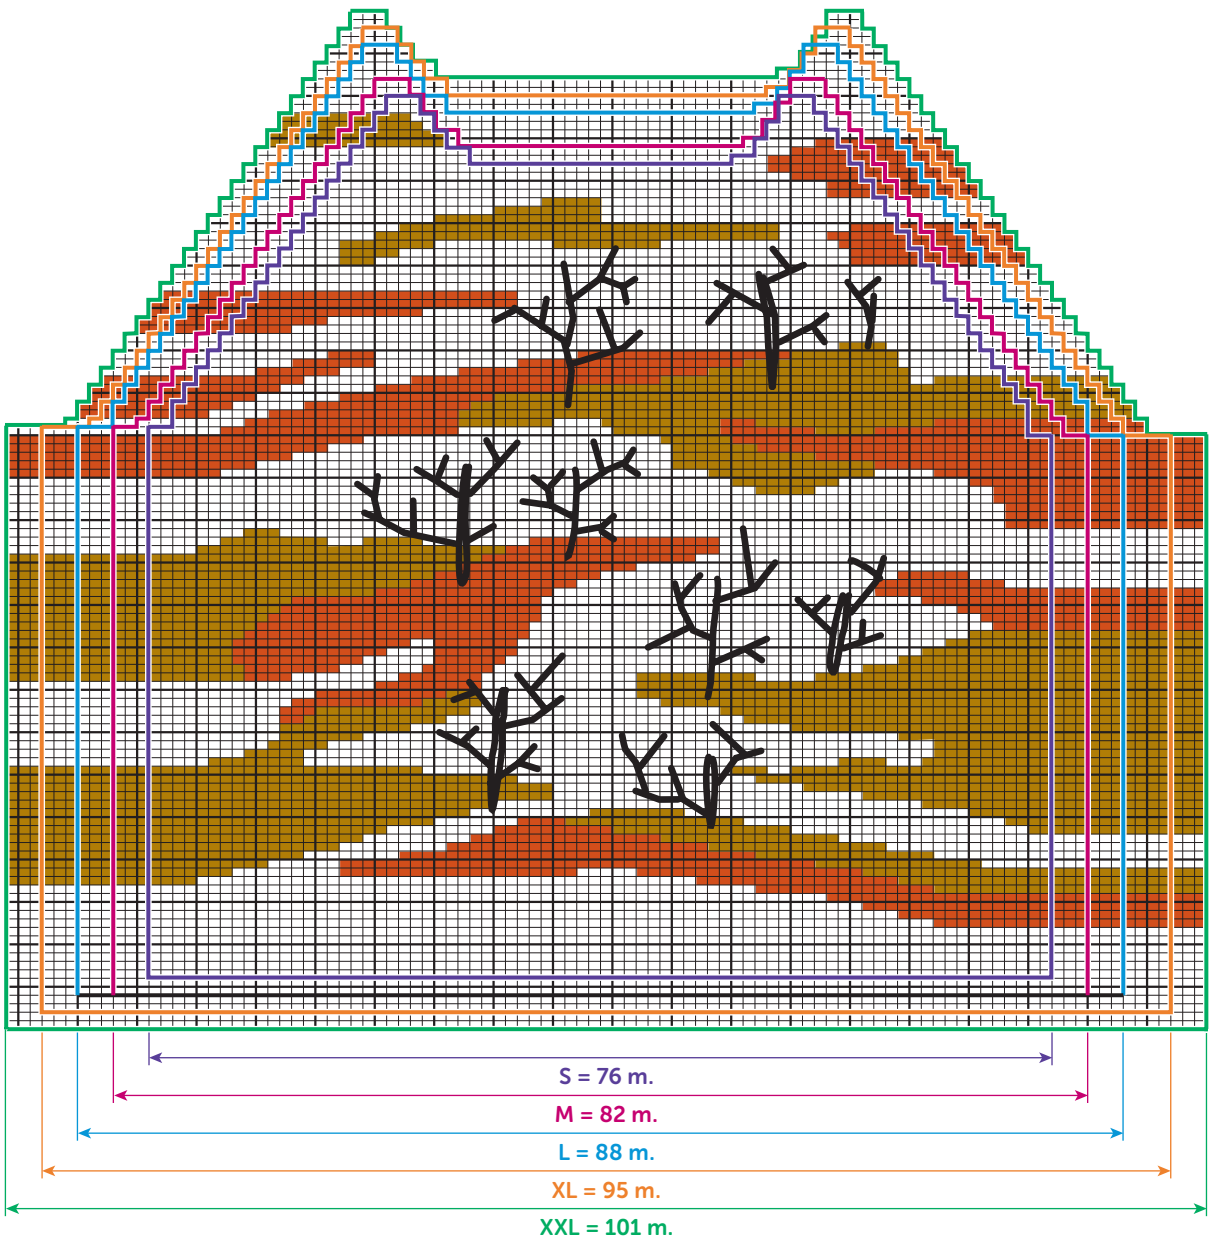 S = 76 m.
M = 82 m.
L = 88 m.
XL = 95 m.
XXL = 101 m.